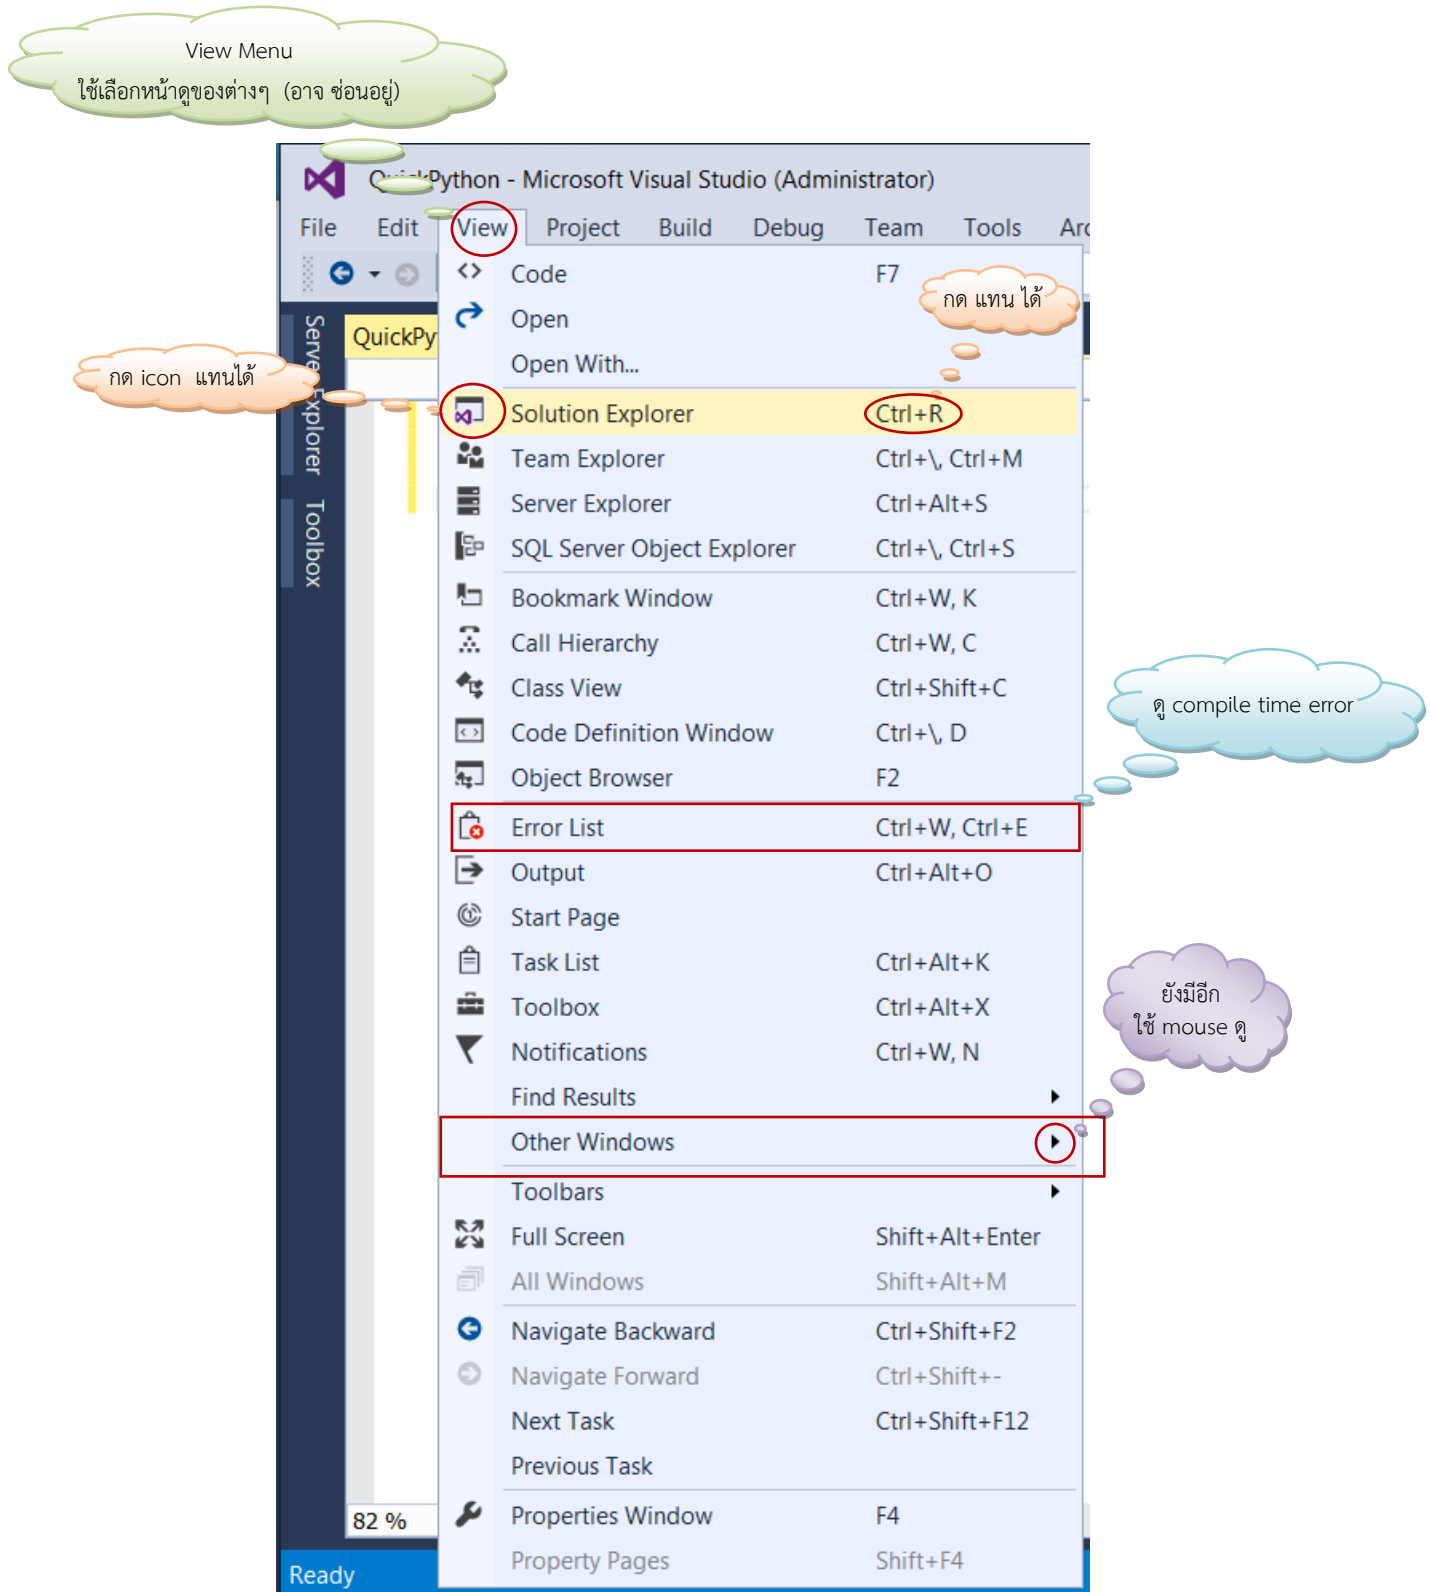 View Menu
ใช้เลือกหน้าดูของต่างๆ (อาจ ซ่อนอยู่)
QuickPython - Microsoft Visual Studio (Administrator)
File Edit View Project Build Debug Team Tools
Code F7
กด แทน ได้
Open
Server Explorer
QuickPy
Open With...
กด icon แทนได้
Solution Explorer Ctrl+R
Team Explorer Ctrl+\, Ctrl+M
Server Explorer Ctrl+Alt+S
Toolbox
SQL Server Object Explorer Ctrl+\, Ctrl+S
Bookmark Window Ctrl+W, K
Call Hierarchy Ctrl+W, C
Class View Ctrl+Shift+C
ดู compile time error
Code Definition Window Ctrl+\, D
Object Browser F2
Error List Ctrl+W, Ctrl+E
Output Ctrl+Alt+O
Start Page
Task List Ctrl+Alt+K
ยังมีอีก
ใช้ mouse ดู
Toolbox Ctrl+Alt+X
Notifications Ctrl+W, N
Find Results
Other Windows
Toolbars
Full Screen Shift+Alt+Enter
All Windows Shift+Alt+M
Navigate Backward Ctrl+Shift+F2
Navigate Forward Ctrl+Shift+-
Next Task Ctrl+Shift+F12
Previous Task
82 %
Properties Window F4
Property Pages Shift+F4
Ready